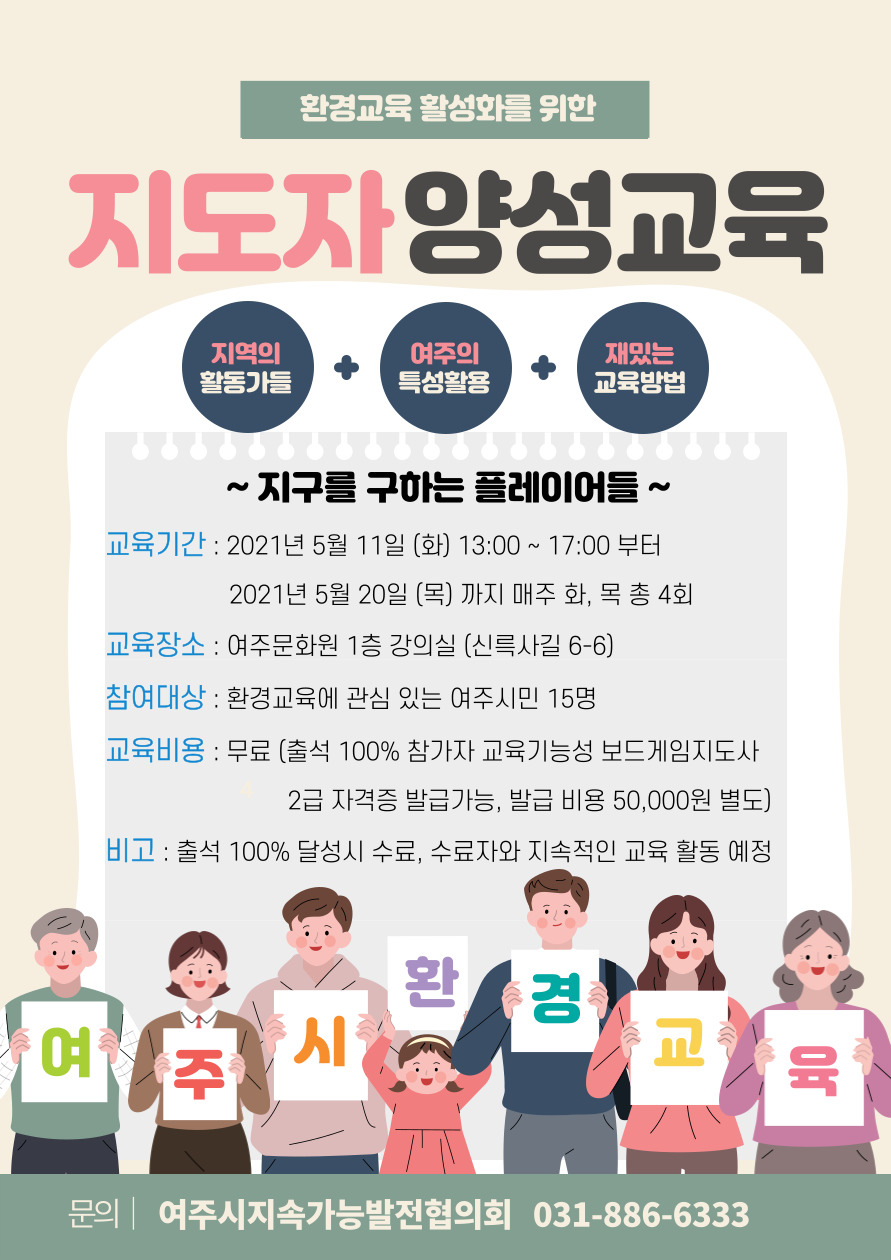 환경교육 활성화를 위한
지도자 양성교육
지역의
활동가들
+
여주의
특성활용
+
재밌는
교육방법
~ 지구를 구하는 플레이어들 ~
교육기간 : 2021년 5월 11일 (화) 13:00 ~ 17:00 부터
2021년 5월 20일 (목) 까지 매주 화, 목 총 4회
교육장소 : 여주문화원 1층 강의실 (신륵사길 6-6)
참여대상 : 환경교육에 관심 있는 여주시민 15명
교육비용 : 무료 (출석 100% 참가자 교육기능성 보드게임지도사
2급 자격증 발급가능, 발급 비용 50,000원 별도)
비고 : 출석 100% 달성시 수료, 수료자와 지속적인 교육 활동 예정
여 주 시 환 경 교 육
문의 | 여주시지속가능발전협의회 031-886-6333